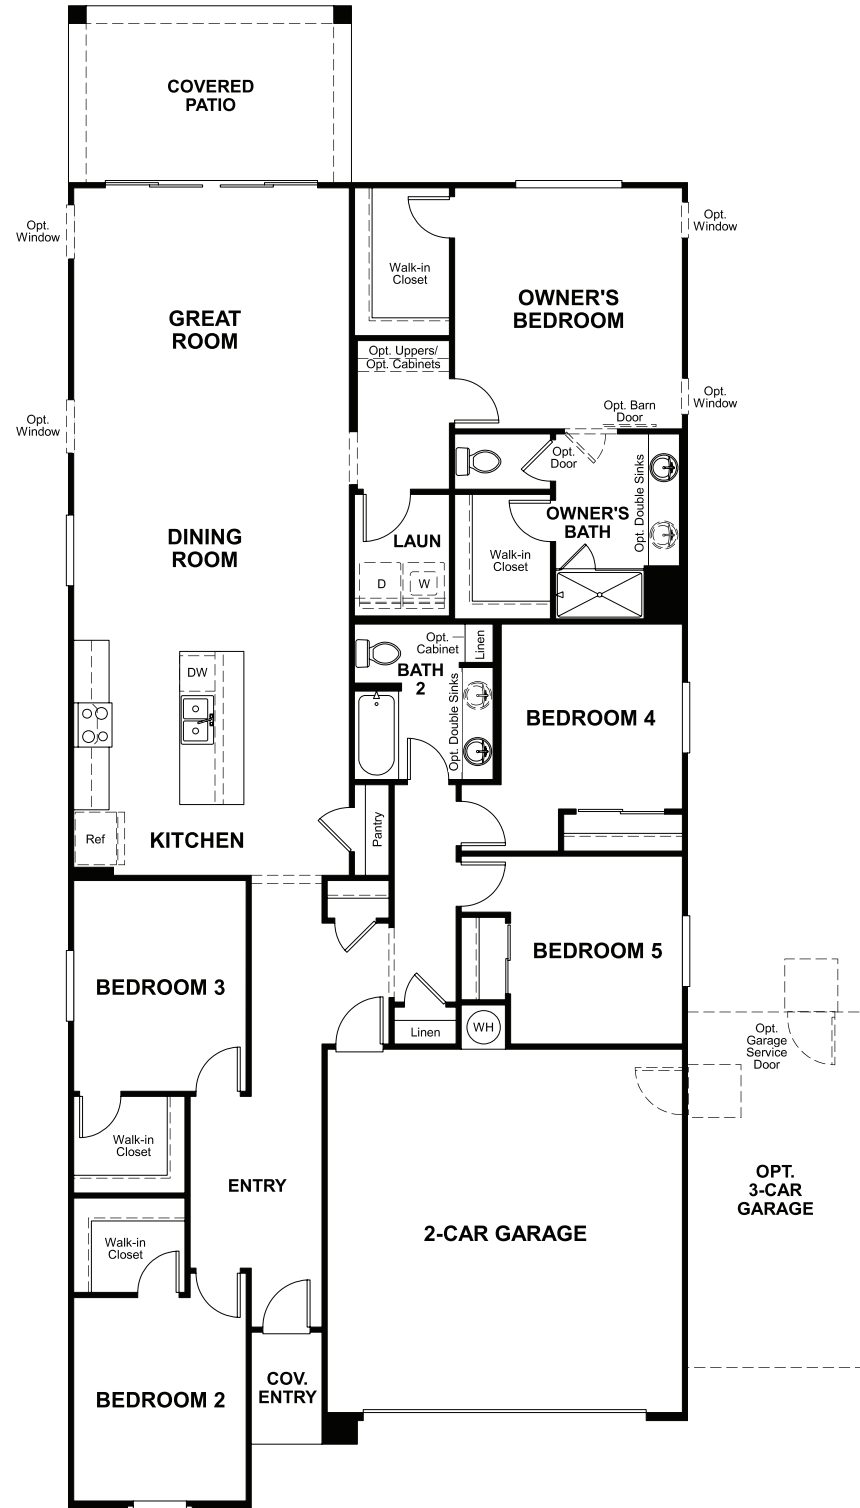 COVERED
PATIO
Opt.
Window
Opt.
Window
Walk-in
Closet
OWNER'S
BEDROOM
GREAT
ROOM
Opt. Uppers/
Opt. Cabinets
Opt.
Window
Opt. Barn
Door
Opt.
Window
Opt.
Door
Opt. Double Sinks
OWNER'S
BATH
DINING
ROOM
LAUN
Walk-in
Closet
D
W
Opt.
Cabinet
Linen
BATH
2
Opt. Double Sinks
DW
BEDROOM 4
Ref
KITCHEN
Pantry
BEDROOM 5
BEDROOM 3
Linen
WH
Opt.
Garage
Service
Door
Walk-in
Closet
ENTRY
OPT.
3-CAR
GARAGE
2-CAR GARAGE
Walk-in
Closet
COV.
ENTRY
BEDROOM 2